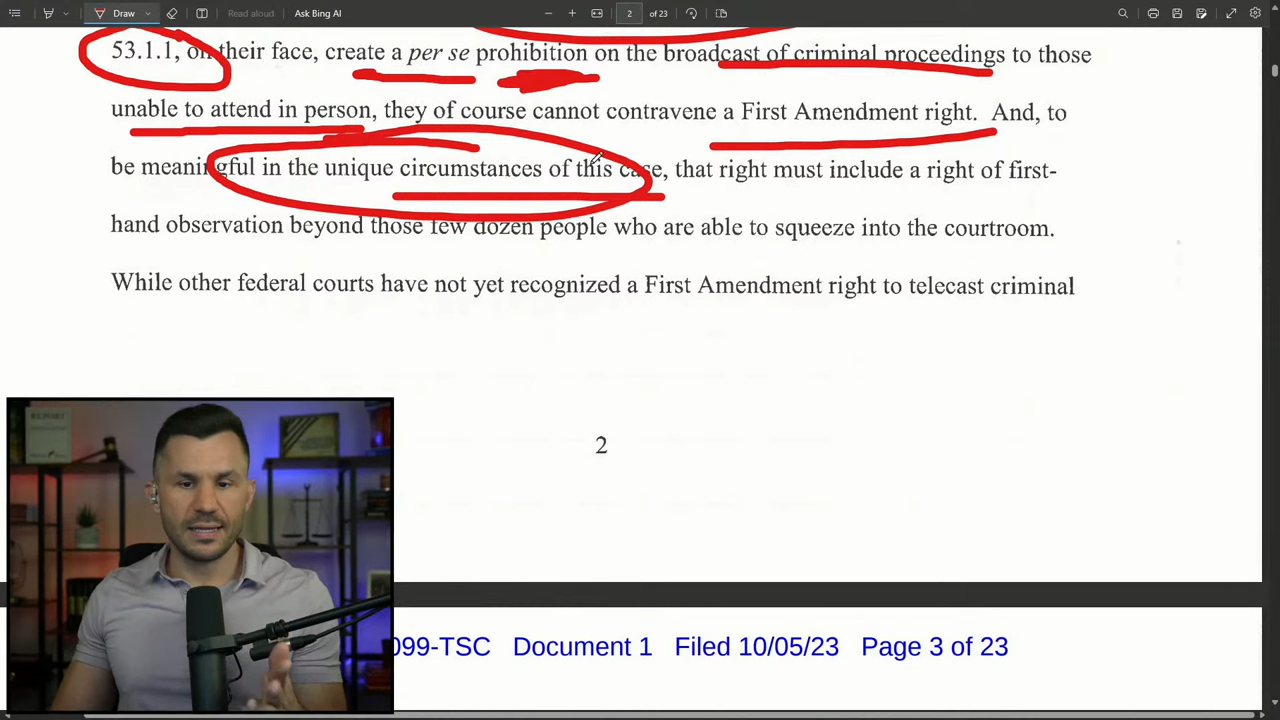 Draw
Read aloud
Ask Bing AI
2
of 23
53.1.1, on their face, create a per se prohibition on the broadcast of criminal proceedings to those
unable to attend in person, they of course cannot contravene a First Amendment right. And, to
be meaningful in the unique circumstances of this case, that right must include a right of first-
hand observation beyond those few dozen people who are able to squeeze into the courtroom.
While other federal courts have not yet recognized a First Amendment right to telecast criminal
2
REPORT
099-TSC Document 1 Filed 10/05/23 Page 3 of 23